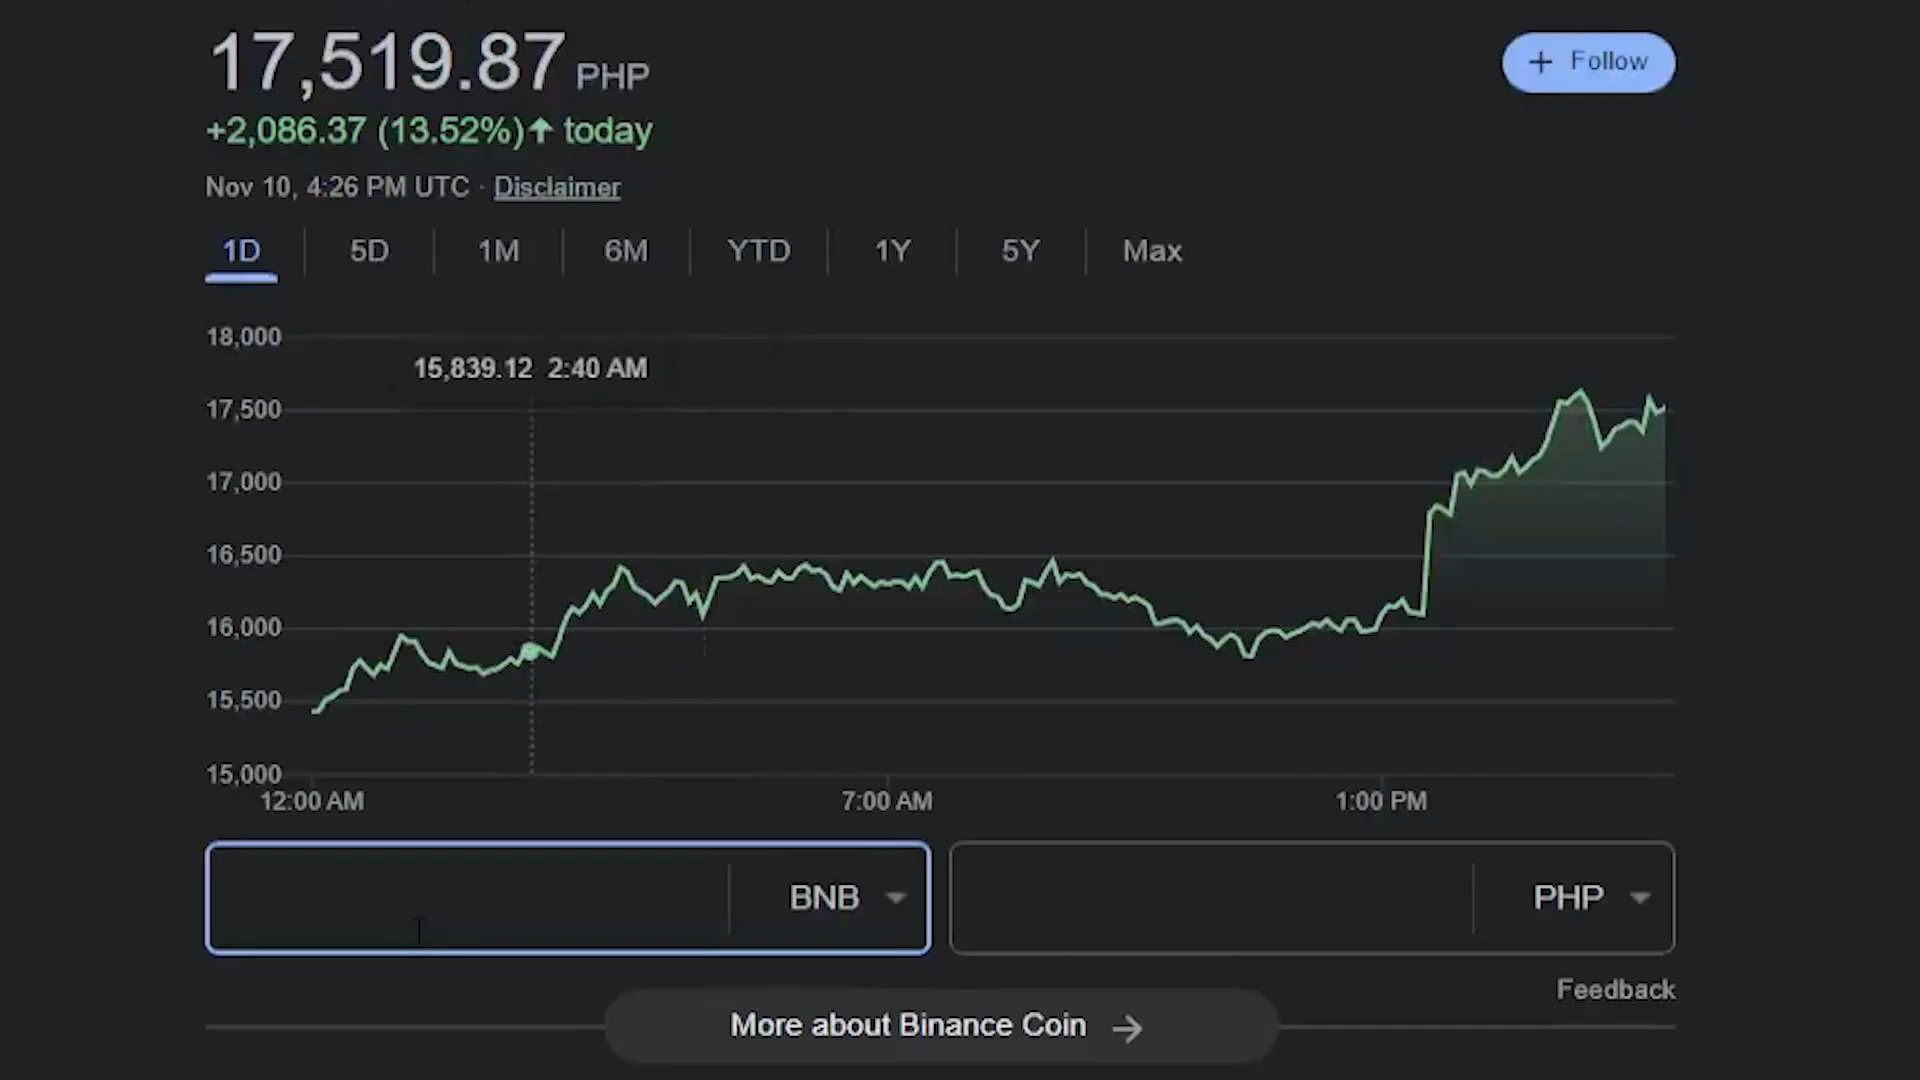 17,519.87 PHP
+ Follow
+2,086.37 (13.52%)↑ today
Nov 10, 4:26 PM UTC · Disclaimer
1D 5D 1M 6M YTD 1Y 5Y Max
18,000
15,839.12 2:40 AM
17,500
17,000
16,500
16,000
15,500
15,000
12:00 AM 7:00 AM 1:00 PM
BNB PHP
Feedback
More about Binance Coin →